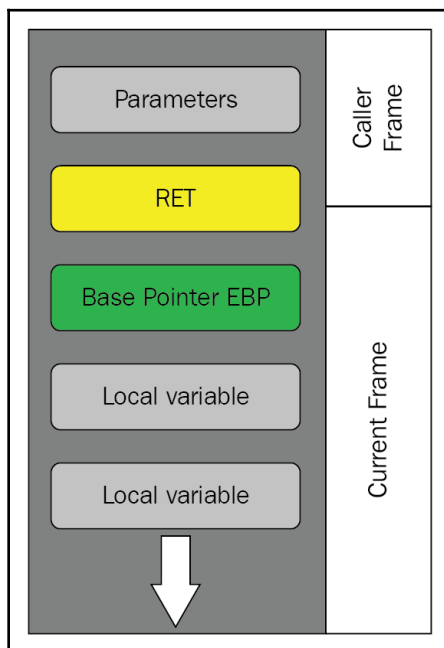 Parameters
RET
Base Pointer EBP
Local variable
Local variable
Caller
Frame
Current Frame